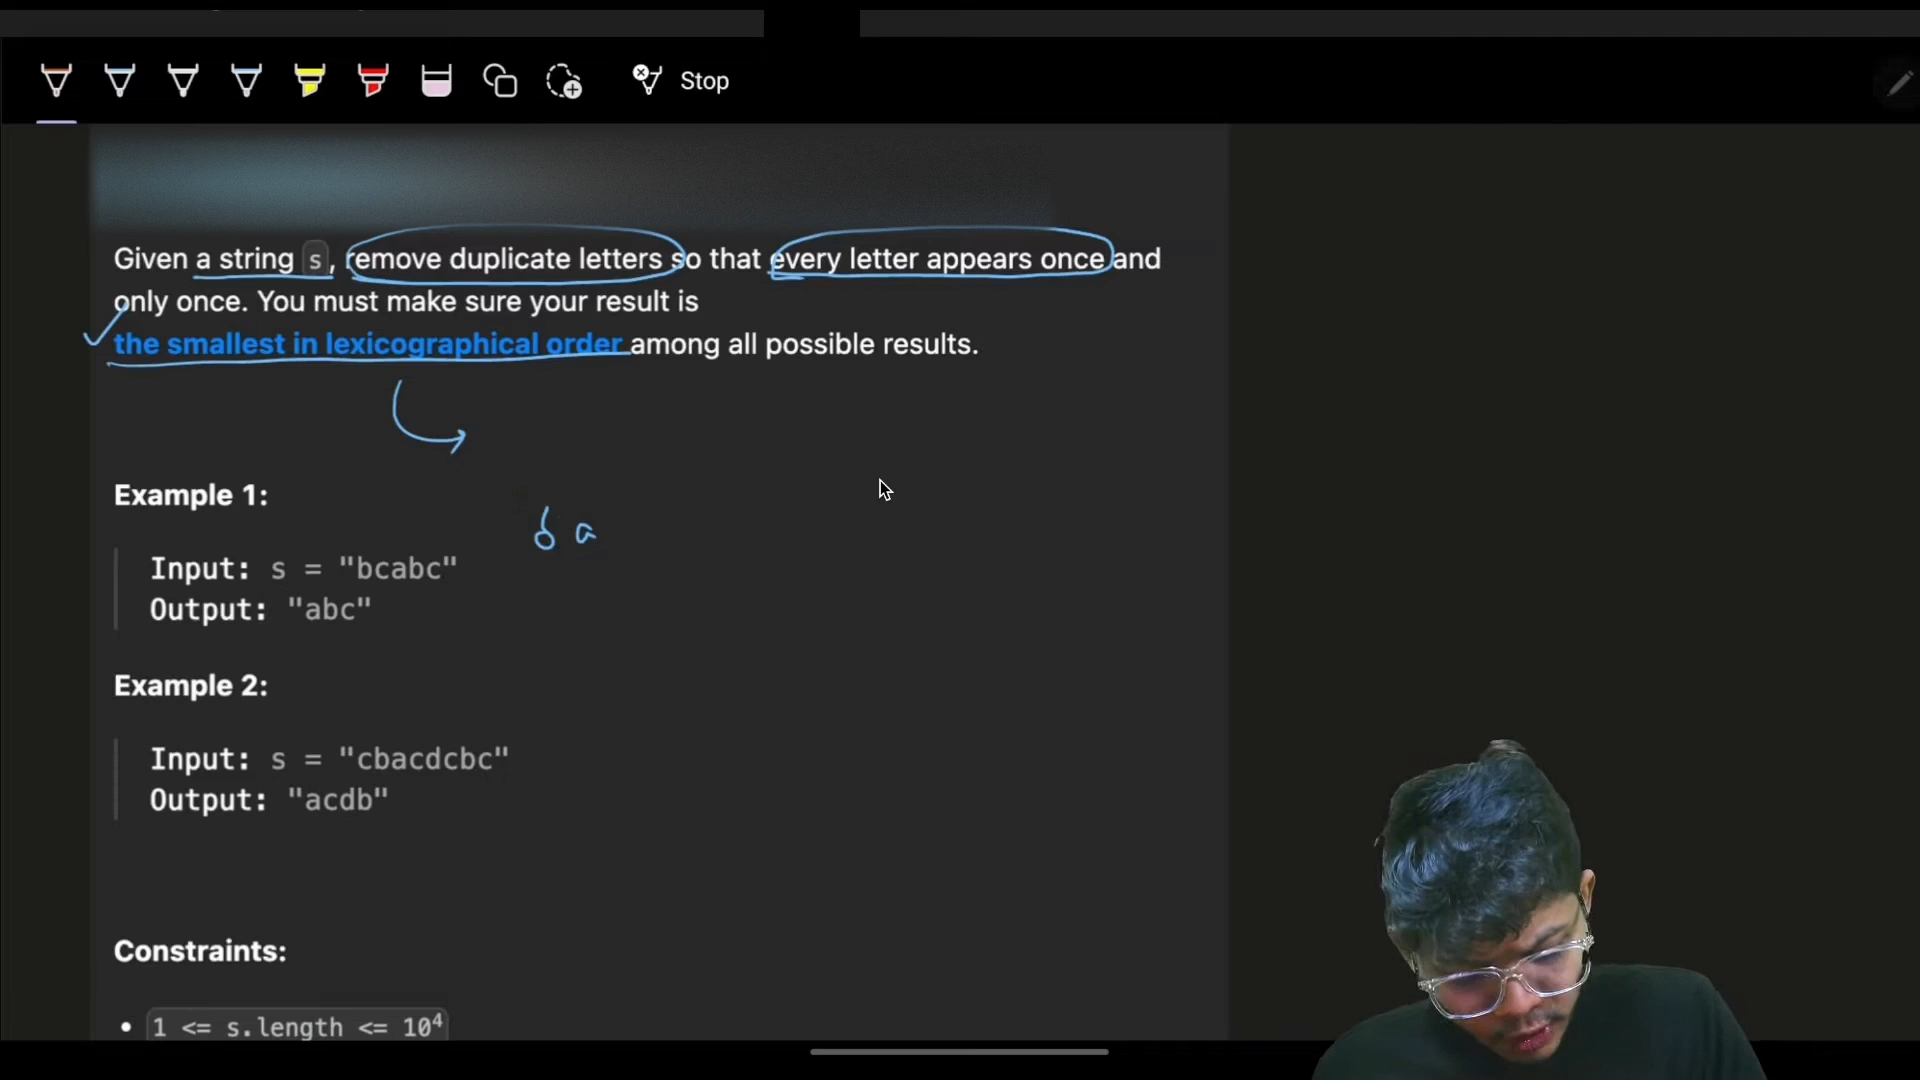 Stop
Given a string s, remove duplicate letters so that every letter appears once and
only once. You must make sure your result is
the smallest in lexicographical order among all possible results.
Example 1:
b a
Input: s = "bcabc"
Output: "abc"
Example 2:
Input: s = "cbacdcbc"
Output: "acdb"
Constraints:
• 1 <= s.length <= 10⁴